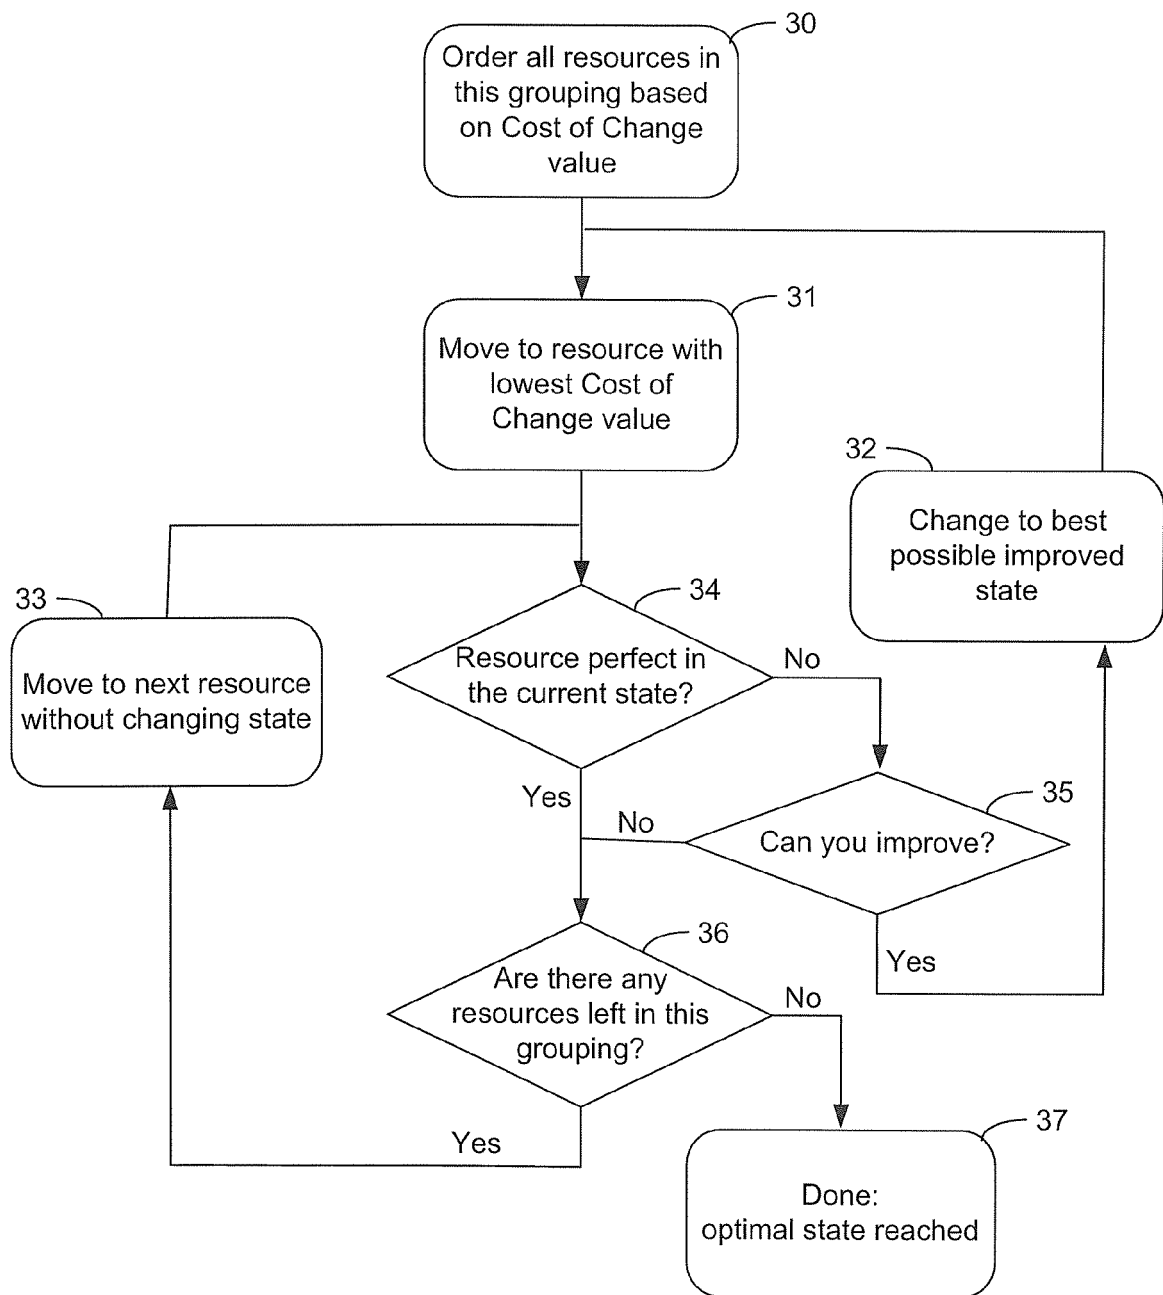 30
Order all resources in
this grouping based
on Cost of Change
value
31
Move to resource with
lowest Cost of
Change value
32
Change to best
possible improved
state
33
Move to next resource
without changing state
34
Resource perfect in
the current state?
No
Yes
35
Can you improve?
No
Yes
36
Are there any
resources left in this
grouping?
No
Yes
37
Done:
optimal state reached